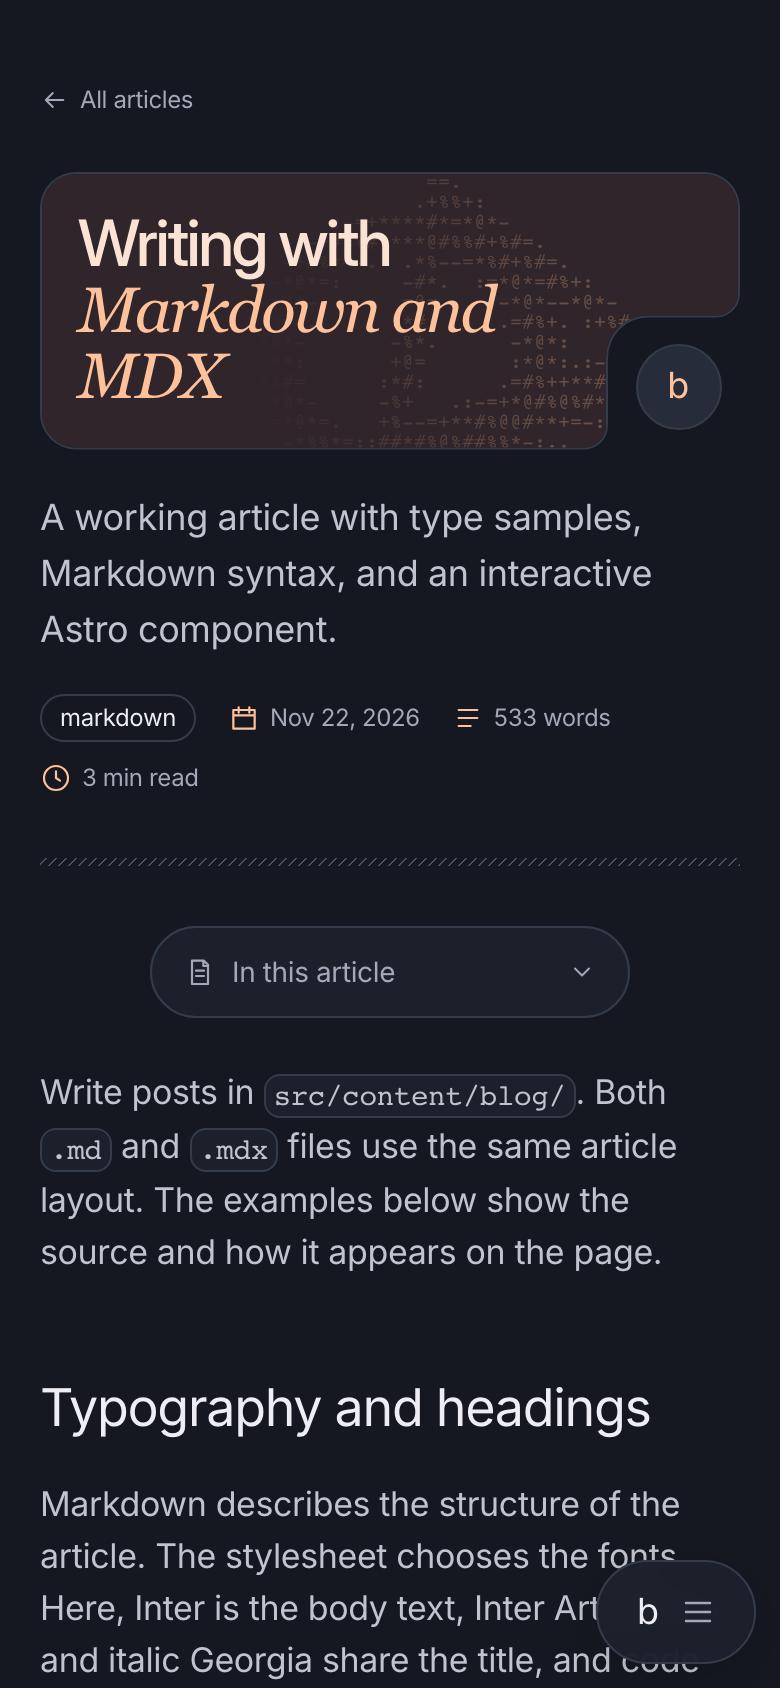 All articles
Writing with
Markdown and
MDX
b
A working article with type samples,
Markdown syntax, and an interactive
Astro component.
markdown
Nov 22, 2026
533 words
3 min read
In this article
Write posts in src/content/blog/. Both
.md and .mdx files use the same article
layout. The examples below show the
source and how it appears on the page.
Typography and headings
Markdown describes the structure of the
article. The stylesheet chooses the fonts
Here, Inter is the body text, Inter
and italic Georgia share the title, and code
b